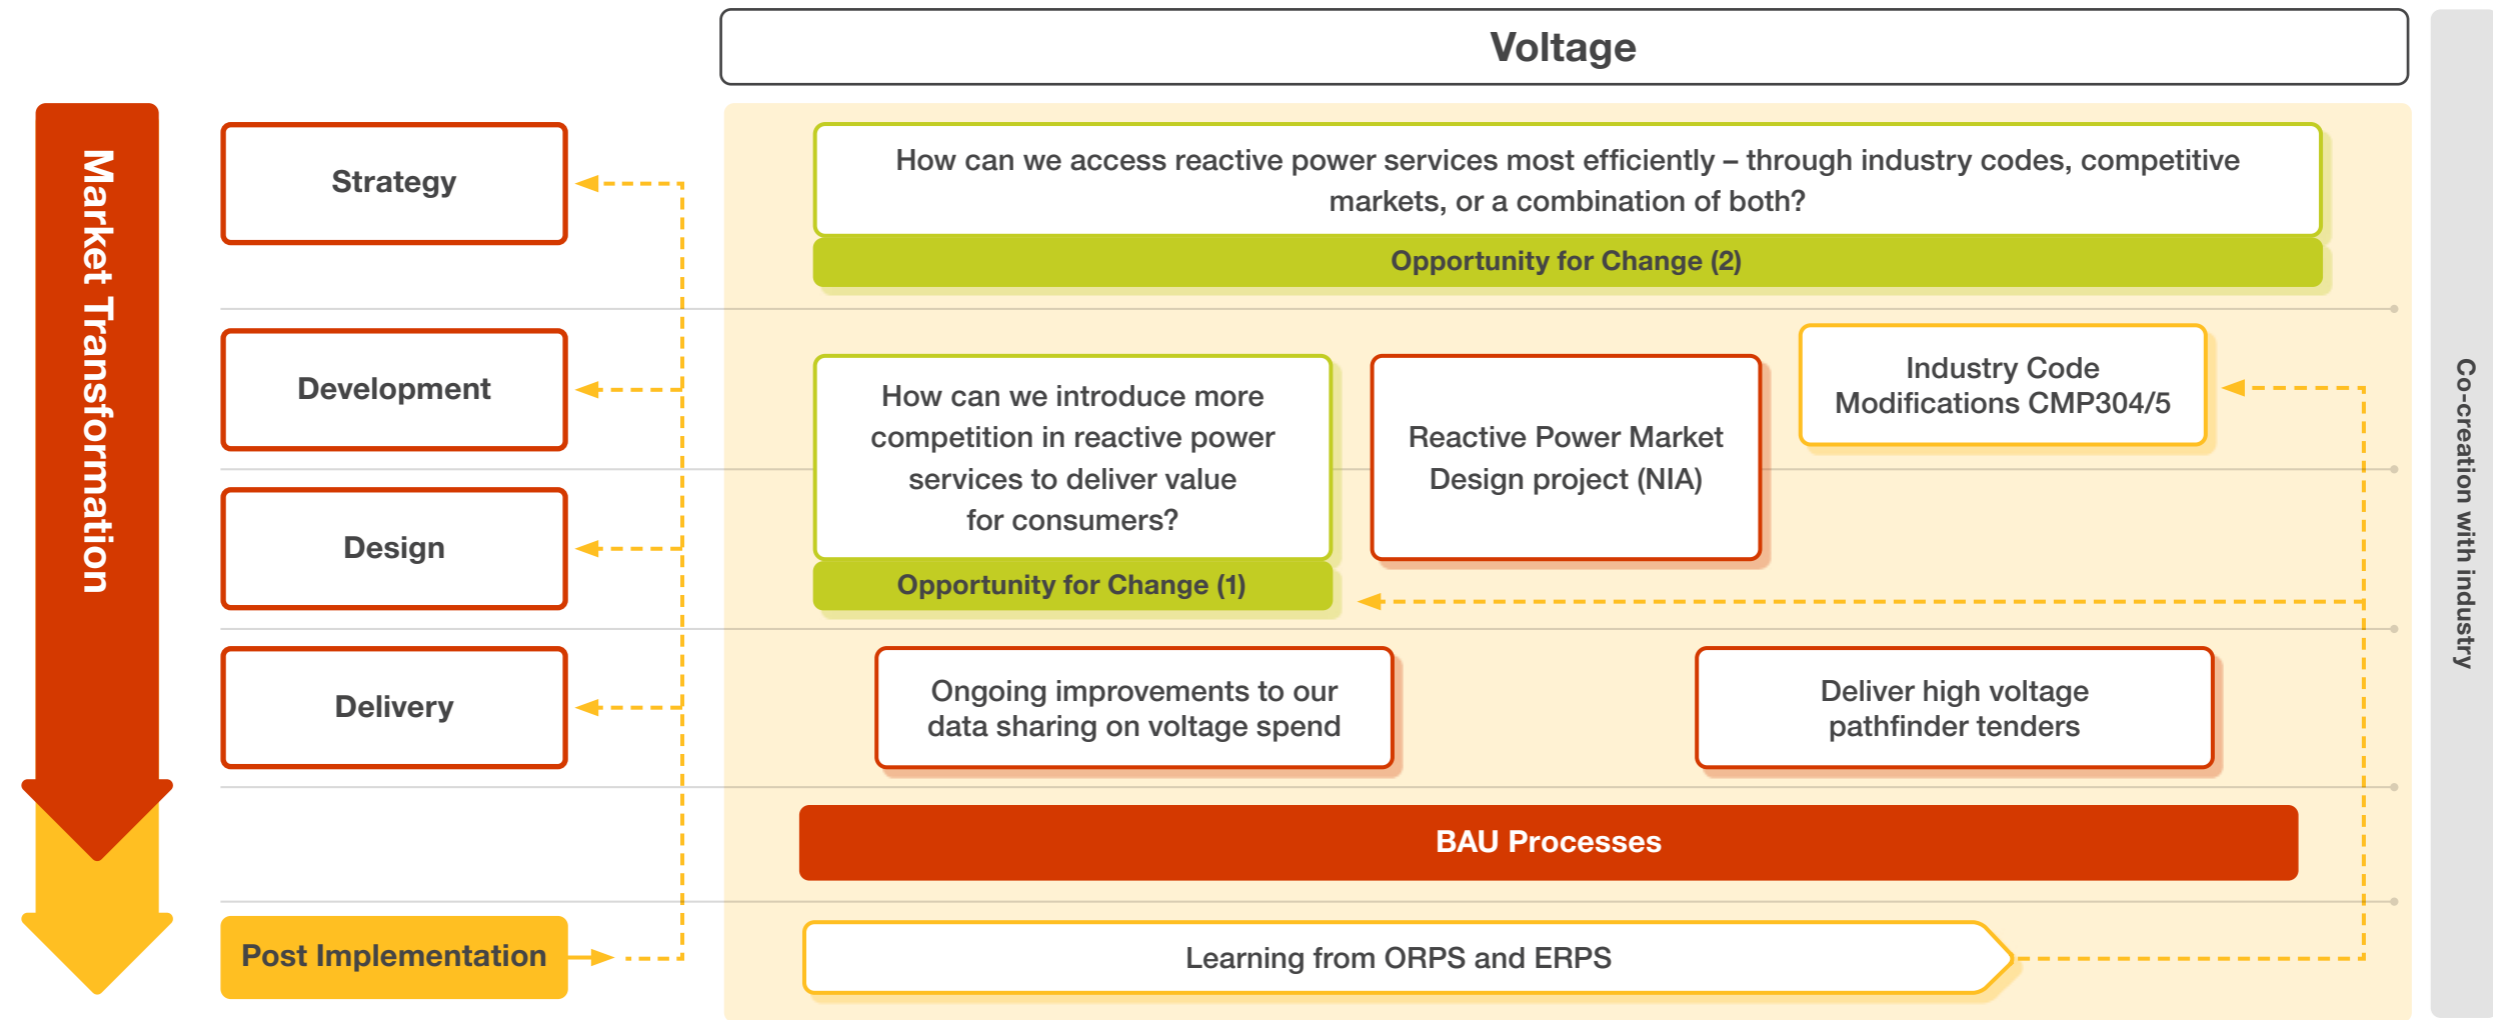 Voltage
Market Transformation
Strategy
How can we access reactive power services most efficiently – through industry codes, competitive
markets, or a combination of both?
Opportunity for Change (2)
Development
How can we introduce more
competition in reactive power
services to deliver value
for consumers?
Opportunity for Change (1)
Reactive Power Market
Design project (NIA)
Industry Code
Modifications CMP304/5
Design
Delivery
Ongoing improvements to our
data sharing on voltage spend
Deliver high voltage
pathfinder tenders
BAU Processes
Post Implementation
Learning from ORPS and ERPS
Co-creation with industry